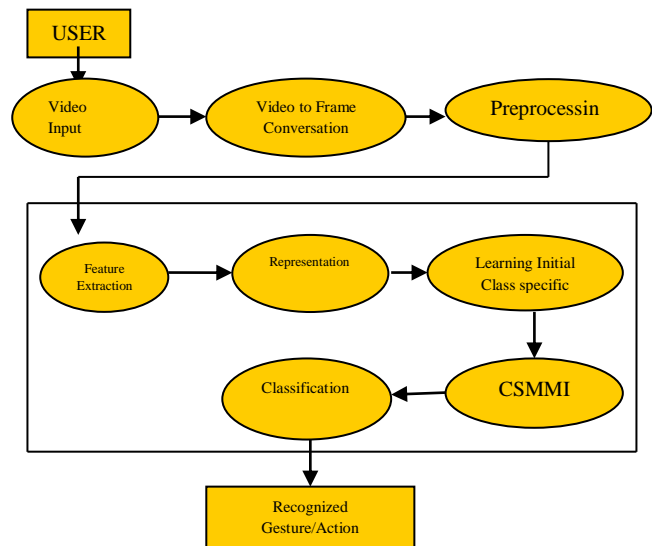 USER
Video
Input
Video to Frame
Conversation
Preprocessin
Feature
Extraction
Representation
Learning Initial
Class specific
Classification
CSMMI
Recognized
Gesture/Action